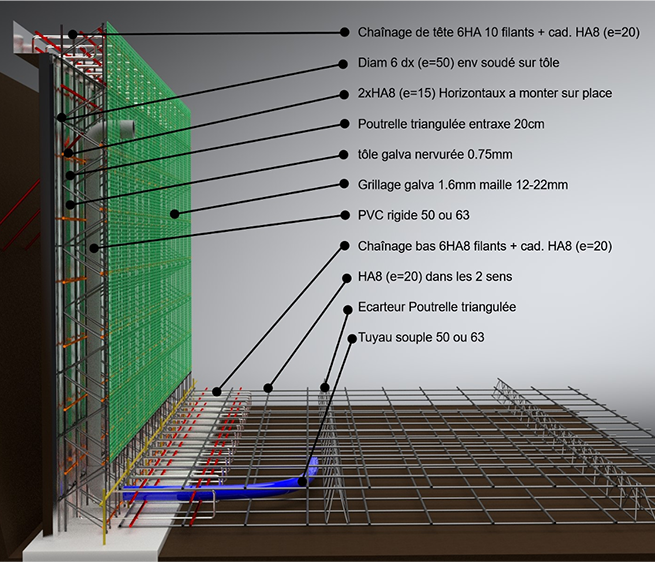 Chaînage de tête 6HA 10 filants + cad. HA8 (e=20)
Diam 6 dx (e=50) env soudé sur tôle
2xHA8 (e=15) Horizontaux a monter sur place
Poutrelle triangulée entraxe 20cm
tôle galva nervurée 0.75mm
Grillage galva 1.6mm maille 12-22mm
PVC rigide 50 ou 63
Chaînage bas 6HA8 filants + cad. HA8 (e=20)
HA8 (e=20) dans les 2 sens
Ecarteur Poutrelle triangulée
Tuyau souple 50 ou 63